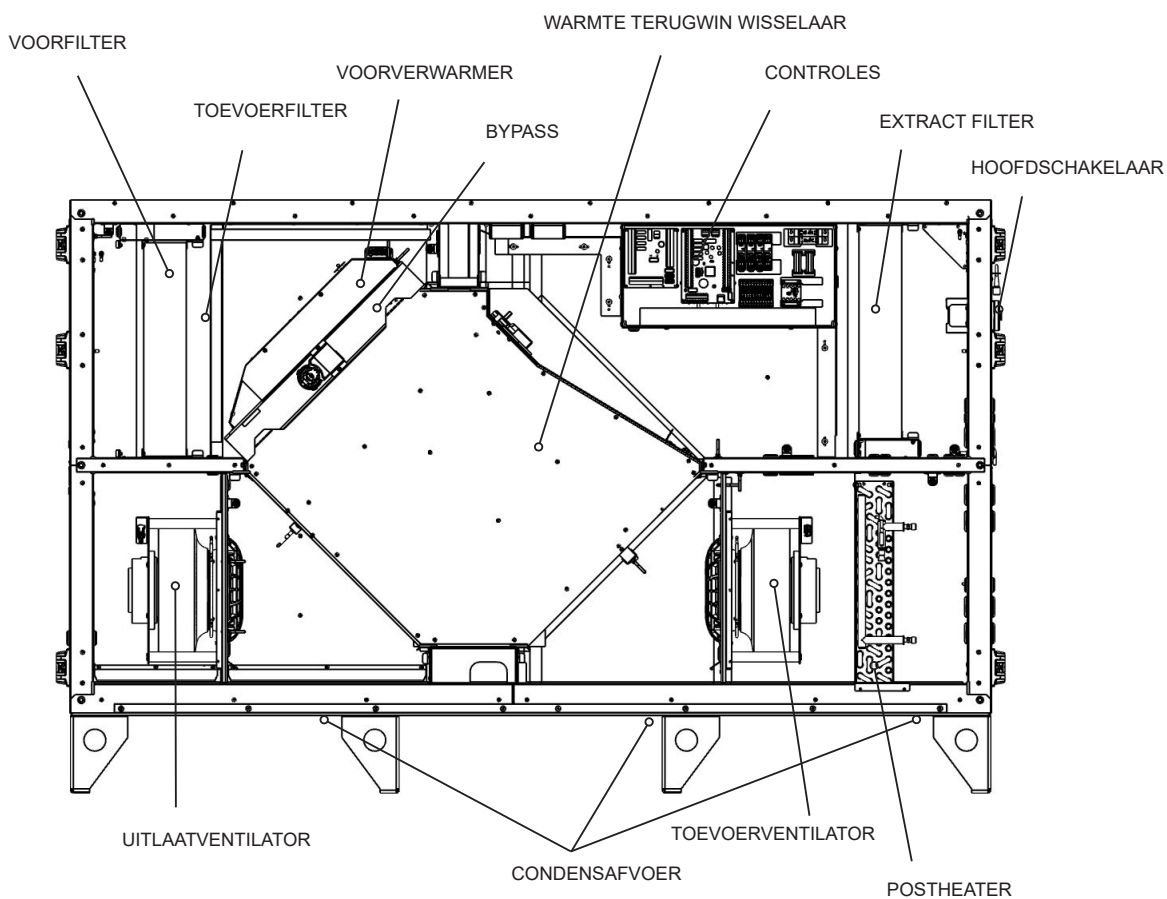 WARMTE TERUGWIN WISSELAAR
VOORFILTER
VOORVERWARMER
CONTROLES
TOEVOERFILTER
BYPASS
EXTRACT FILTER
HOOFDSCHAKELAAR
UITLAATVENTILATOR
TOEVOERVENTILATOR
CONDENSAFVOER
POSTHEATER